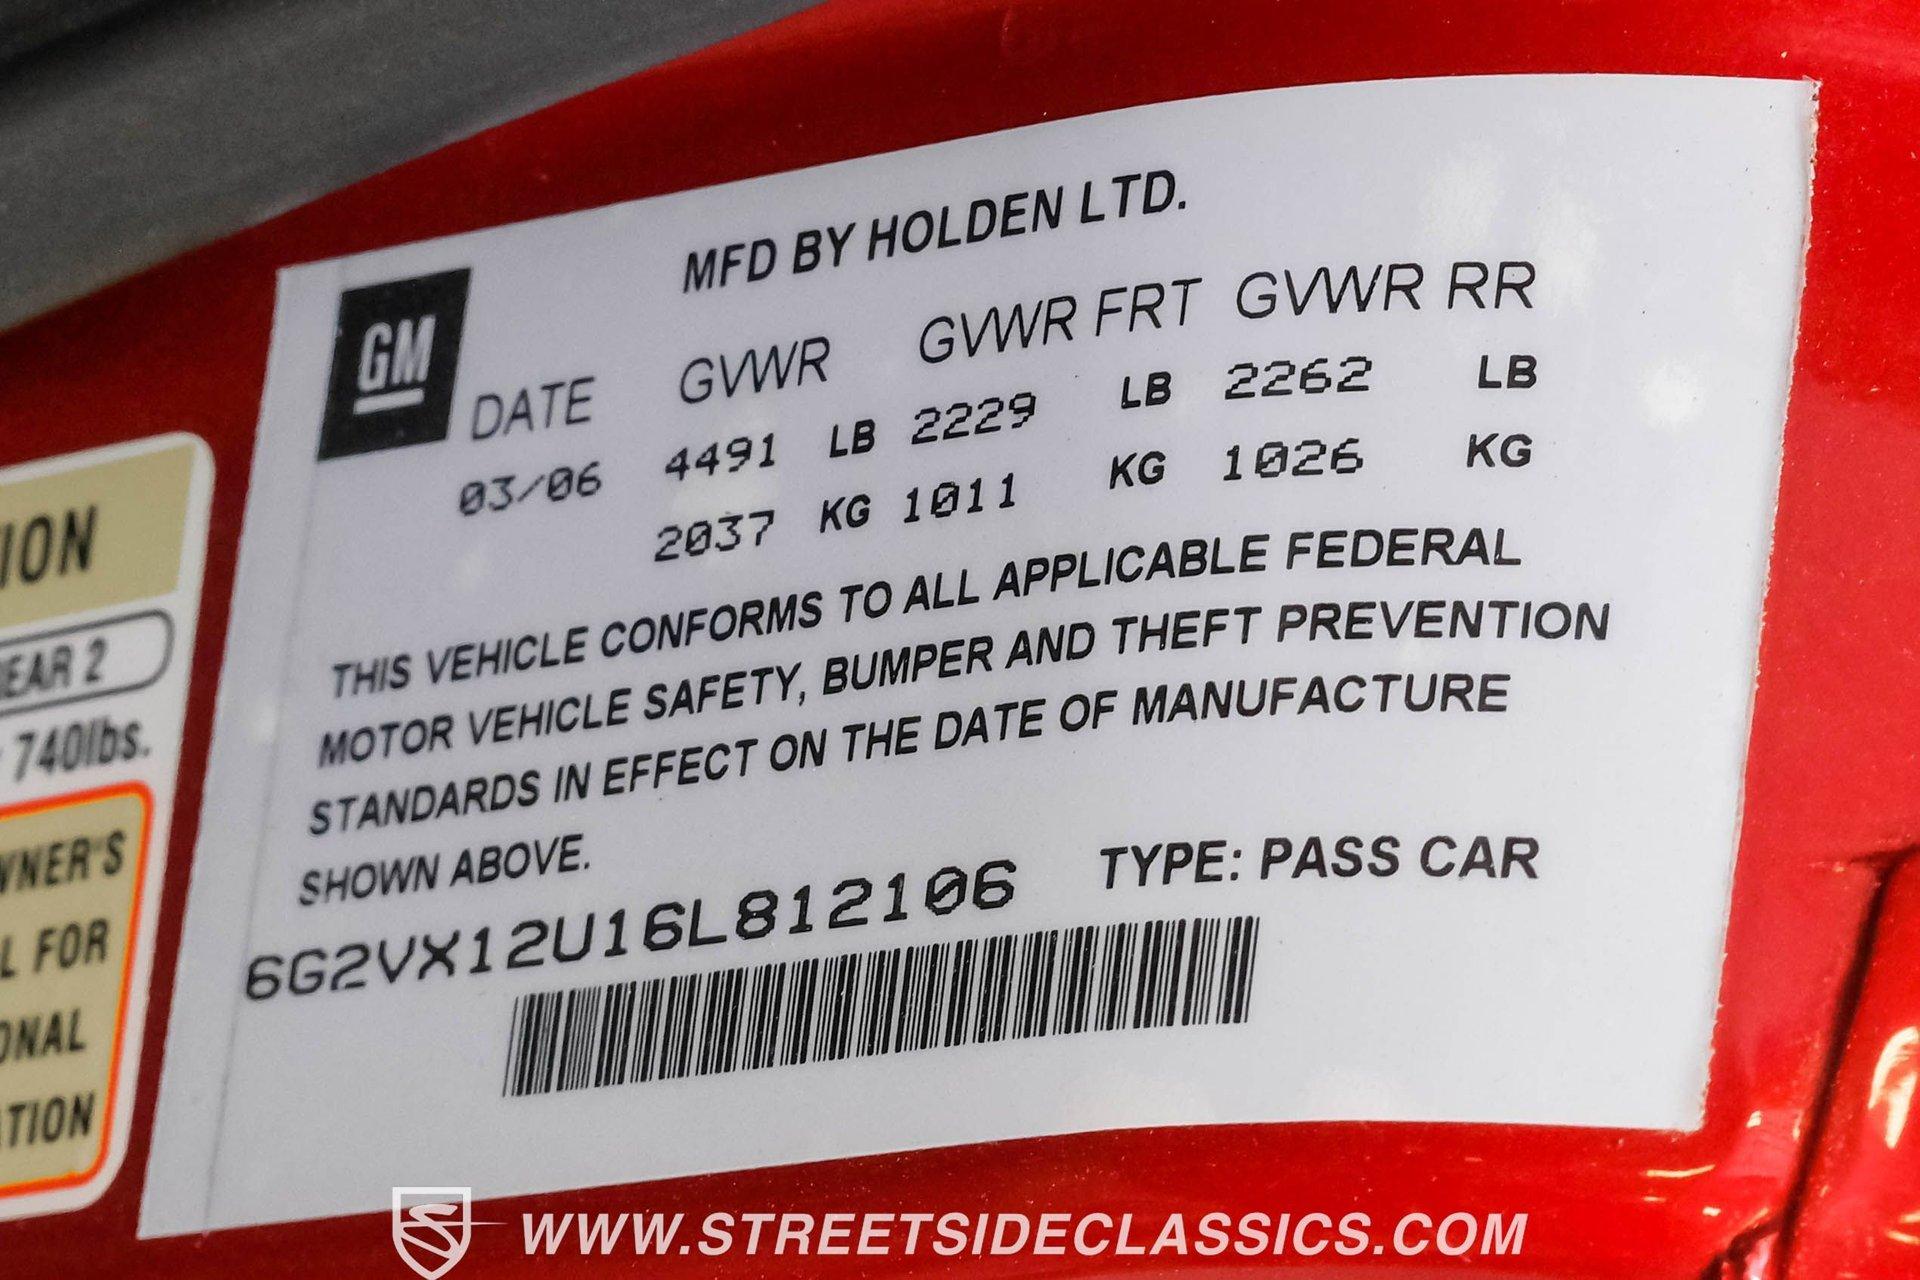 MFD BY HOLDEN LTD.
GM
DATE GVWR GVWR FRT GVWR RR
03/06 4491 LB 2229 LB 2262 LB
2037 KG 1011 KG 1026 KG
THIS VEHICLE CONFORMS TO ALL APPLICABLE FEDERAL
MOTOR VEHICLE SAFETY, BUMPER AND THEFT PREVENTION
STANDARDS IN EFFECT ON THE DATE OF MANUFACTURE
SHOWN ABOVE.
6G2VX12U16L812106 TYPE: PASS CAR
ION
EAR 2
740lbs.
WNER'S
L FOR
ONAL
ATION
WWW.STREETSIDECLASSICS.COM